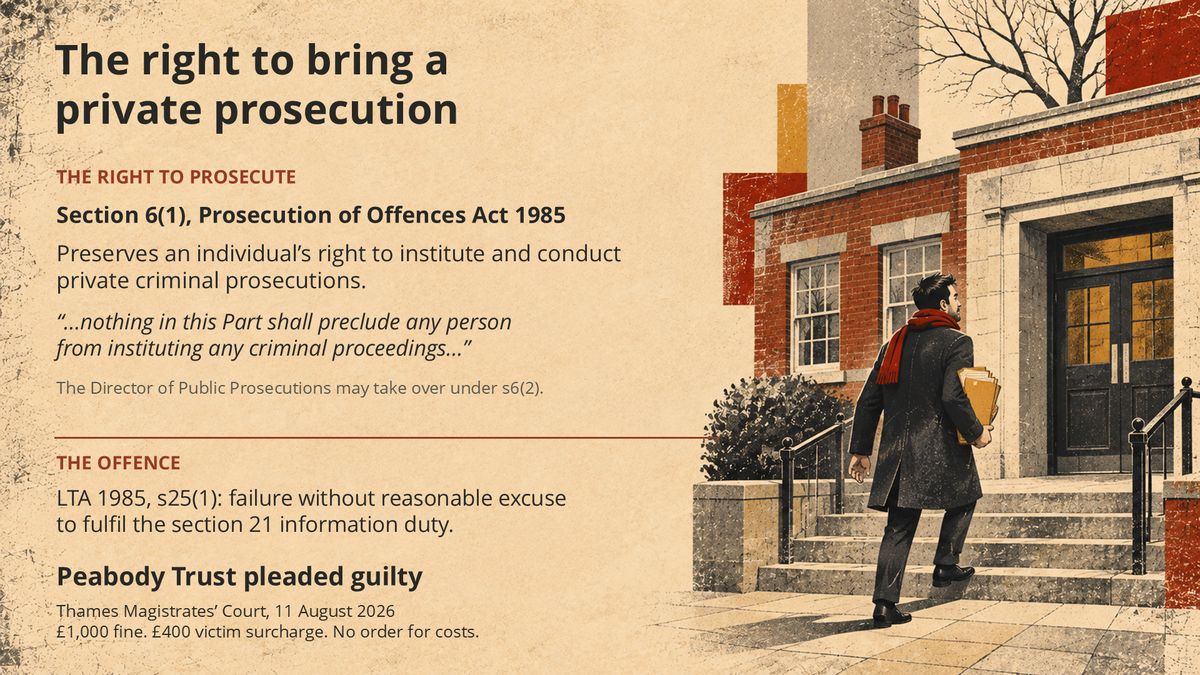 The right to bring a
private prosecution
THE RIGHT TO PROSECUTE
Section 6(1), Prosecution of Offences Act 1985
Preserves an individual’s right to institute and conduct
private criminal prosecutions.
“…nothing in this Part shall preclude any person
from instituting any criminal proceedings…”
The Director of Public Prosecutions may take over under s6(2).
THE OFFENCE
LTA 1985, s25(1): failure without reasonable excuse
to fulfil the section 21 information duty.
Peabody Trust pleaded guilty
Thames Magistrates’ Court, 11 August 2026
£1,000 fine. £400 victim surcharge. No order for costs.